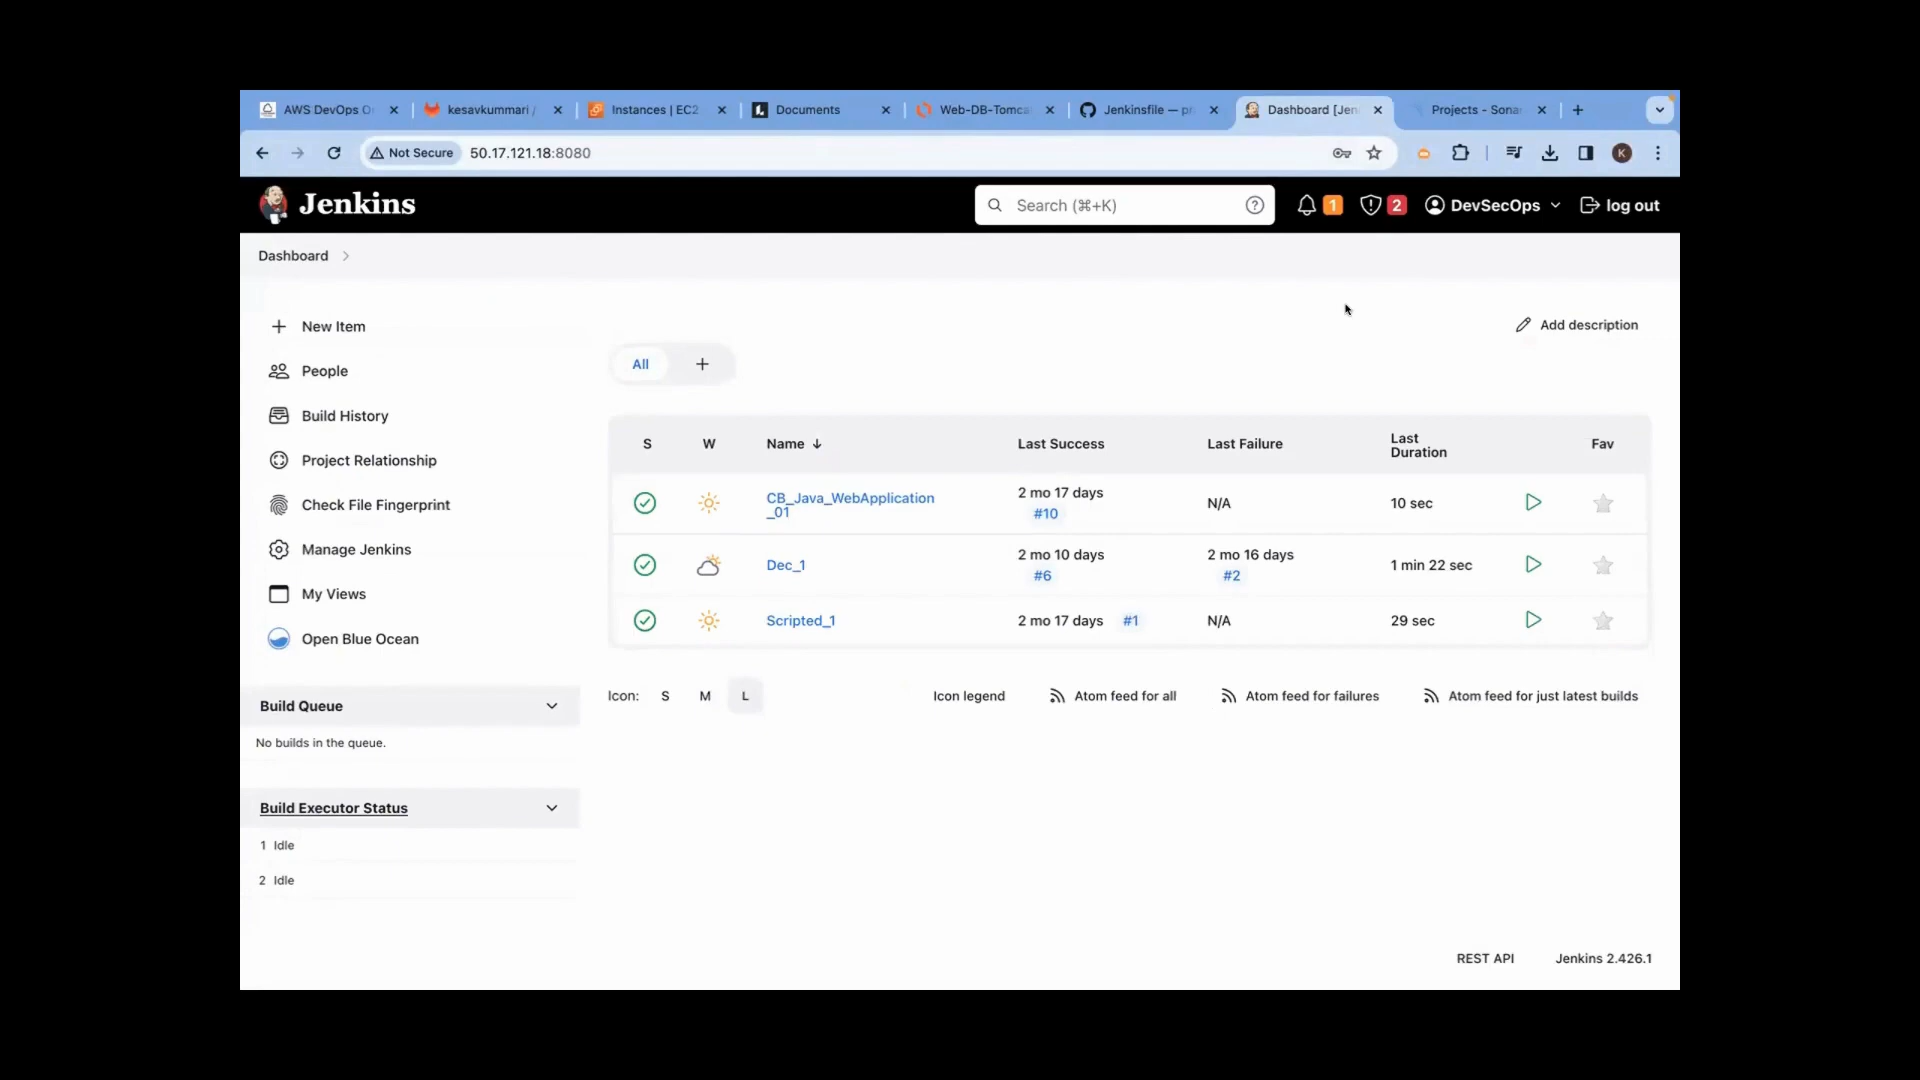 AWS DevOps O
kesavkummari /
Instances | EC2
Documents
Web-DB-Tomca
Jenkinsfile — p
Dashboard [Jen
Projects - Sona
Not Secure
50.17.121.18:8080
K
Jenkins
Search (⌘+K)
1
2
DevSecOps
log out
Dashboard
New Item
People
Build History
Project Relationship
Check File Fingerprint
Manage Jenkins
My Views
Open Blue Ocean
Build Queue
No builds in the queue.
Build Executor Status
1 Idle
2 Idle
Add description
All +
S W Name ↓ Last Success Last Failure Last
Duration Fav
CB_Java_WebApplication
_01
2 mo 17 days
#10
N/A
10 sec
Dec_1
2 mo 10 days
#6
2 mo 16 days
#2
1 min 22 sec
Scripted_1 2 mo 17 days #1 N/A 29 sec
Icon: S M L
Icon legend
Atom feed for all
Atom feed for failures
Atom feed for just latest builds
REST API
Jenkins 2.426.1